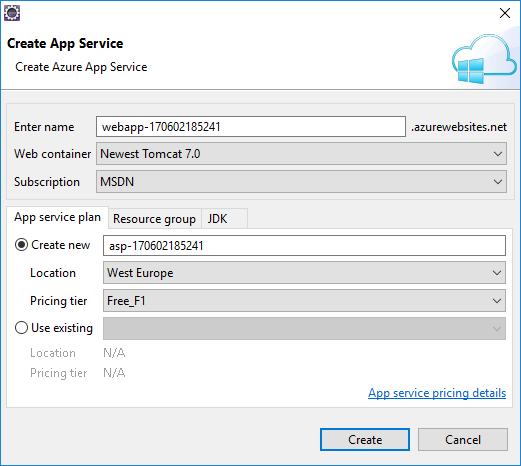 Create App Service
Create Azure App Service
Enter name webapp-170602185241 .azurewebsites.net
Web container Newest Tomcat 7.0
Subscription MSDN
App service plan Resource group JDK
Create new asp-170602185241
Location West Europe
Pricing tier Free_F1
Use existing
Location N/A
Pricing tier N/A
App service pricing details
Create Cancel